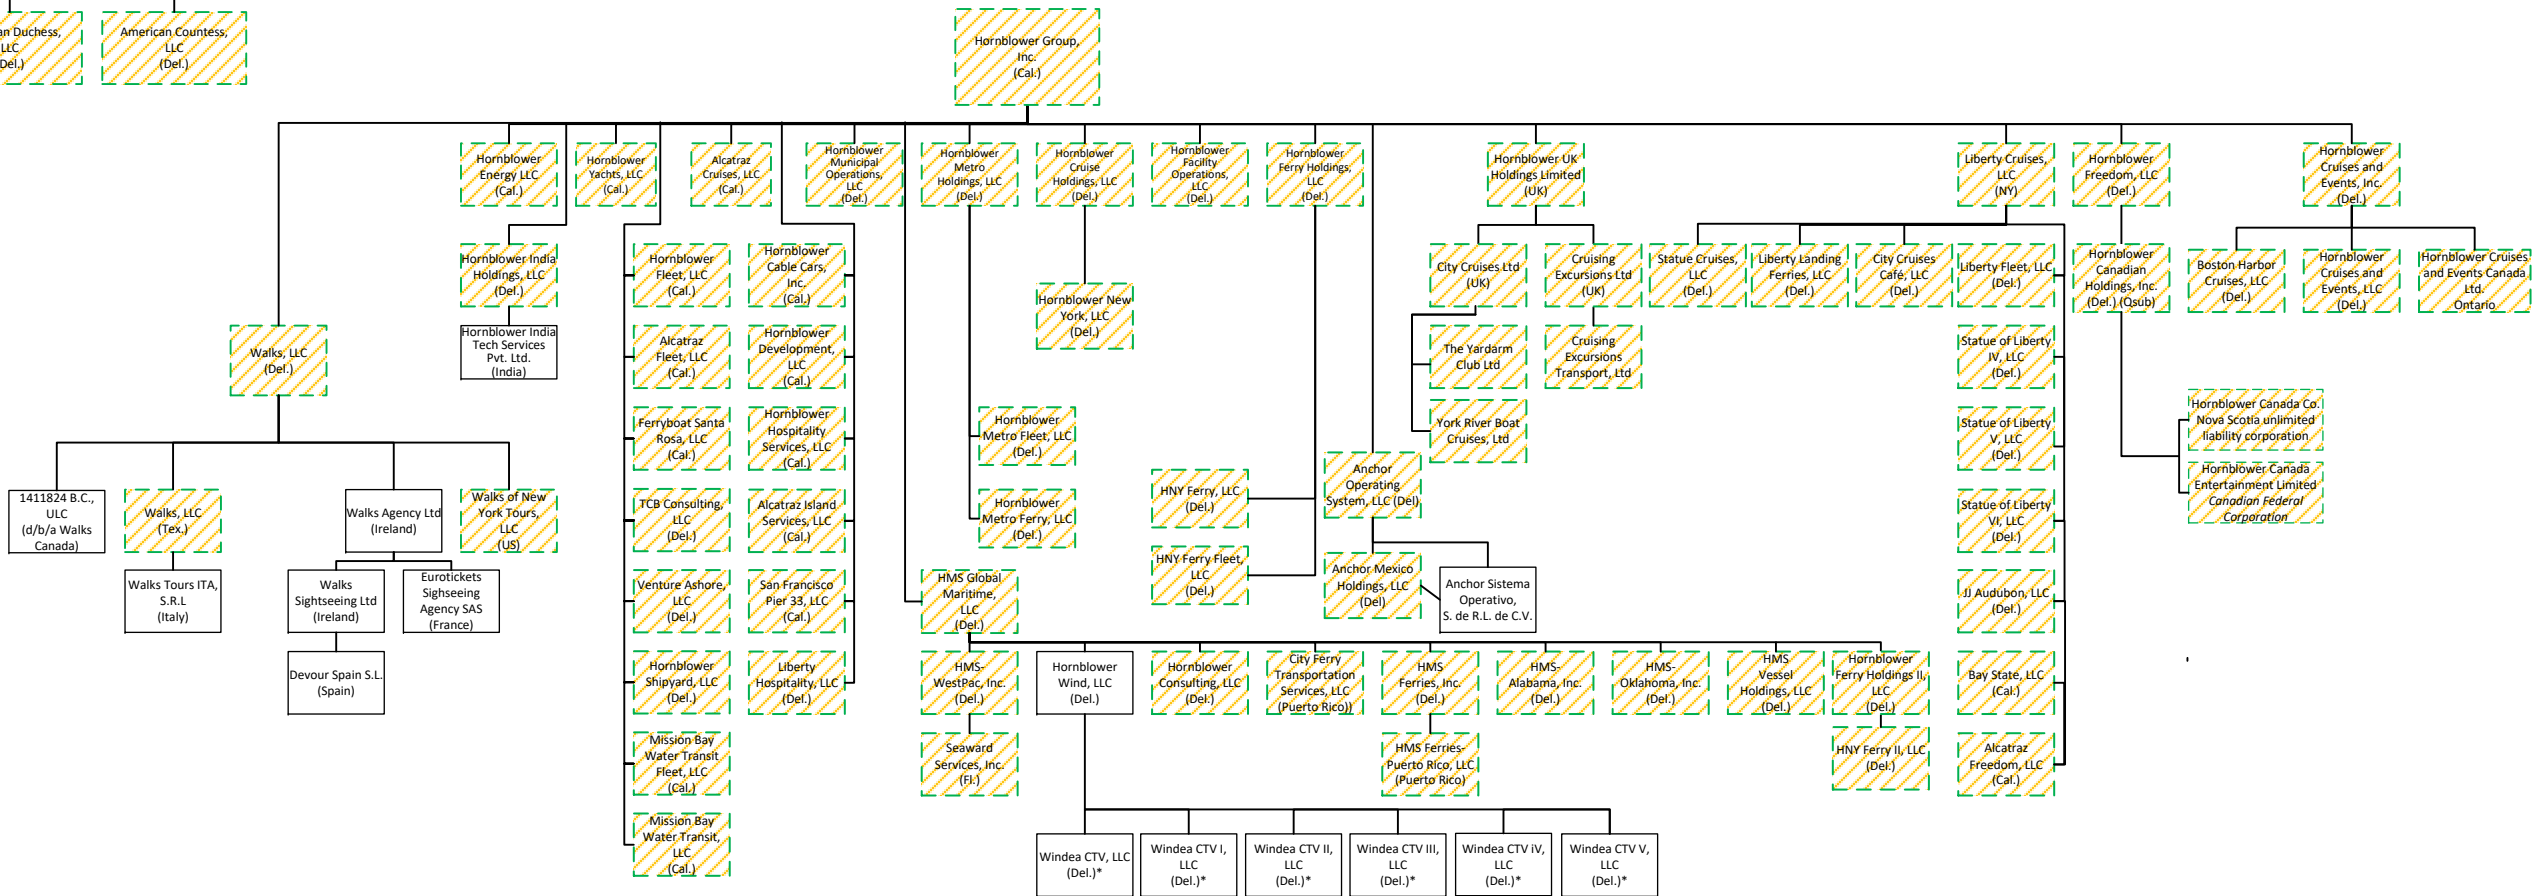 an Duchess,
LLC
Del.)
American Countess,
LLC
(Del.)
Hornblower Group,
Inc.
(Cal.)
Hornblower
Energy LLC
(Cal.)
Hornblower
Yachts, LLC
(Cal.)
Alcatraz
Cruises, LLC
(Cal.)
Hornblower
Municipal
Operations,
LLC
(Del.)
Hornblower
Metro
Holdings, LLC
(Del.)
Hornblower
Cruise
Holdings, LLC
(Del.)
Hornblower
Facility
Operations,
LLC
(Del.)
Hornblower
Ferry Holdings,
LLC
(Del.)
Hornblower UK
Holdings Limited
(UK)
Liberty Cruises,
LLC
(NY)
Hornblower
Freedom, LLC
(Del.)
Hornblower
Cruises and
Events, Inc.
(Del.)
Hornblower India
Holdings, LLC
(Del.)
Hornblower
Fleet, LLC
(Cal.)
Hornblower
Cable Cars,
Inc.
(Cal.)
Hornblower New
York, LLC
(Del.)
City Cruises Ltd
(UK)
Cruising
Excursions Ltd
(UK)
Statue Cruises,
LLC
(Del.)
Liberty Landing
Ferries, LLC
(Del.)
City Cruises
Café, LLC
(Del.)
Liberty Fleet, LLC
(Del.)
Hornblower
Canadian
Holdings, Inc.
(Del.) (Qsub)
Boston Harbor
Cruises, LLC
(Del.)
Hornblower
Cruises and
Events, LLC
(Del.)
Hornblower Cruises
and Events Canada
Ltd.
Ontario
Walks, LLC
(Del.)
Hornblower India
Tech Services
Pvt. Ltd.
(India)
Alcatraz
Fleet, LLC
(Cal.)
Hornblower
Development,
LLC
(Cal.)
The Yardarm
Club Ltd
Cruising
Excursions
Transport, Ltd
Statue of Liberty
IV, LLC
(Del.)
Ferryboat Santa
Rosa, LLC
(Cal.)
Hornblower
Hospitality
Services, LLC
(Cal.)
Hornblower
Metro Fleet, LLC
(Del.)
York River Boat
Cruises, Ltd
Statue of Liberty
V, LLC
(Del.)
Hornblower Canada Co.
Nova Scotia unlimited
liability corporation
1411824 B.C.,
ULC
(d/b/a Walks
Canada)
Walks, LLC
(Tex.)
Walks Agency Ltd
(Ireland)
Walks of New
York Tours,
LLC
(US)
TCB Consulting,
LLC
(Del.)
Alcatraz Island
Services, LLC
(Cal.)
Hornblower
Metro Ferry, LLC
(Del.)
HNY Ferry, LLC
(Del.)
Anchor
Operating
System, LLC (Del)
Statue of Liberty
VI, LLC
(Del.)
Hornblower Canada
Entertainment Limited
Canadian Federal
Corporation
Walks Tours ITA,
S.R.L
(Italy)
Walks
Sightseeing Ltd
(Ireland)
Eurotickets
Sighseeing
Agency SAS
(France)
Venture Ashore,
LLC
(Del.)
San Francisco
Pier 33, LLC
(Cal.)
HMS Global
Maritime,
LLC
(Del.)
HNY Ferry Fleet,
LLC
(Del.)
Anchor Mexico
Holdings, LLC
(Del)
Anchor Sistema
Operativo,
S. de R.L. de C.V.
JJ Audubon, LLC
(Del.)
Devour Spain S.L.
(Spain)
Hornblower
Shipyard, LLC
(Del.)
Liberty
Hospitality, LLC
(Del.)
HMS-
WestPac, Inc.
(Del.)
Hornblower
Wind, LLC
(Del.)
Hornblower
Consulting, LLC
(Del.)
City Ferry
Transportation
Services, LLC
(Puerto Rico))
HMS
Ferries, Inc.
(Del.)
HMS-
Alabama, Inc.
(Del.)
HMS-
Oklahoma, Inc.
(Del.)
HMS
Vessel
Holdings, LLC
(Del.)
Hornblower
Ferry Holdings II,
LLC
(Del.)
Bay State, LLC
(Cal.)
Mission Bay
Water Transit
Fleet, LLC
(Cal.)
Seaward
Services, Inc.
(Fl.)
HMS Ferries-
Puerto Rico, LLC
(Puerto Rico)
HNY Ferry II, LLC
(Del.)
Alcatraz
Freedom, LLC
(Cal.)
Mission Bay
Water Transit,
LLC
(Cal.)
Windea CTV, LLC
(Del.)*
Windea CTV I,
LLC
(Del.)*
Windea CTV II,
LLC
(Del.)*
Windea CTV III,
LLC
(Del.)*
Windea CTV iV,
LLC
(Del.)*
Windea CTV V,
LLC
(Del.)*